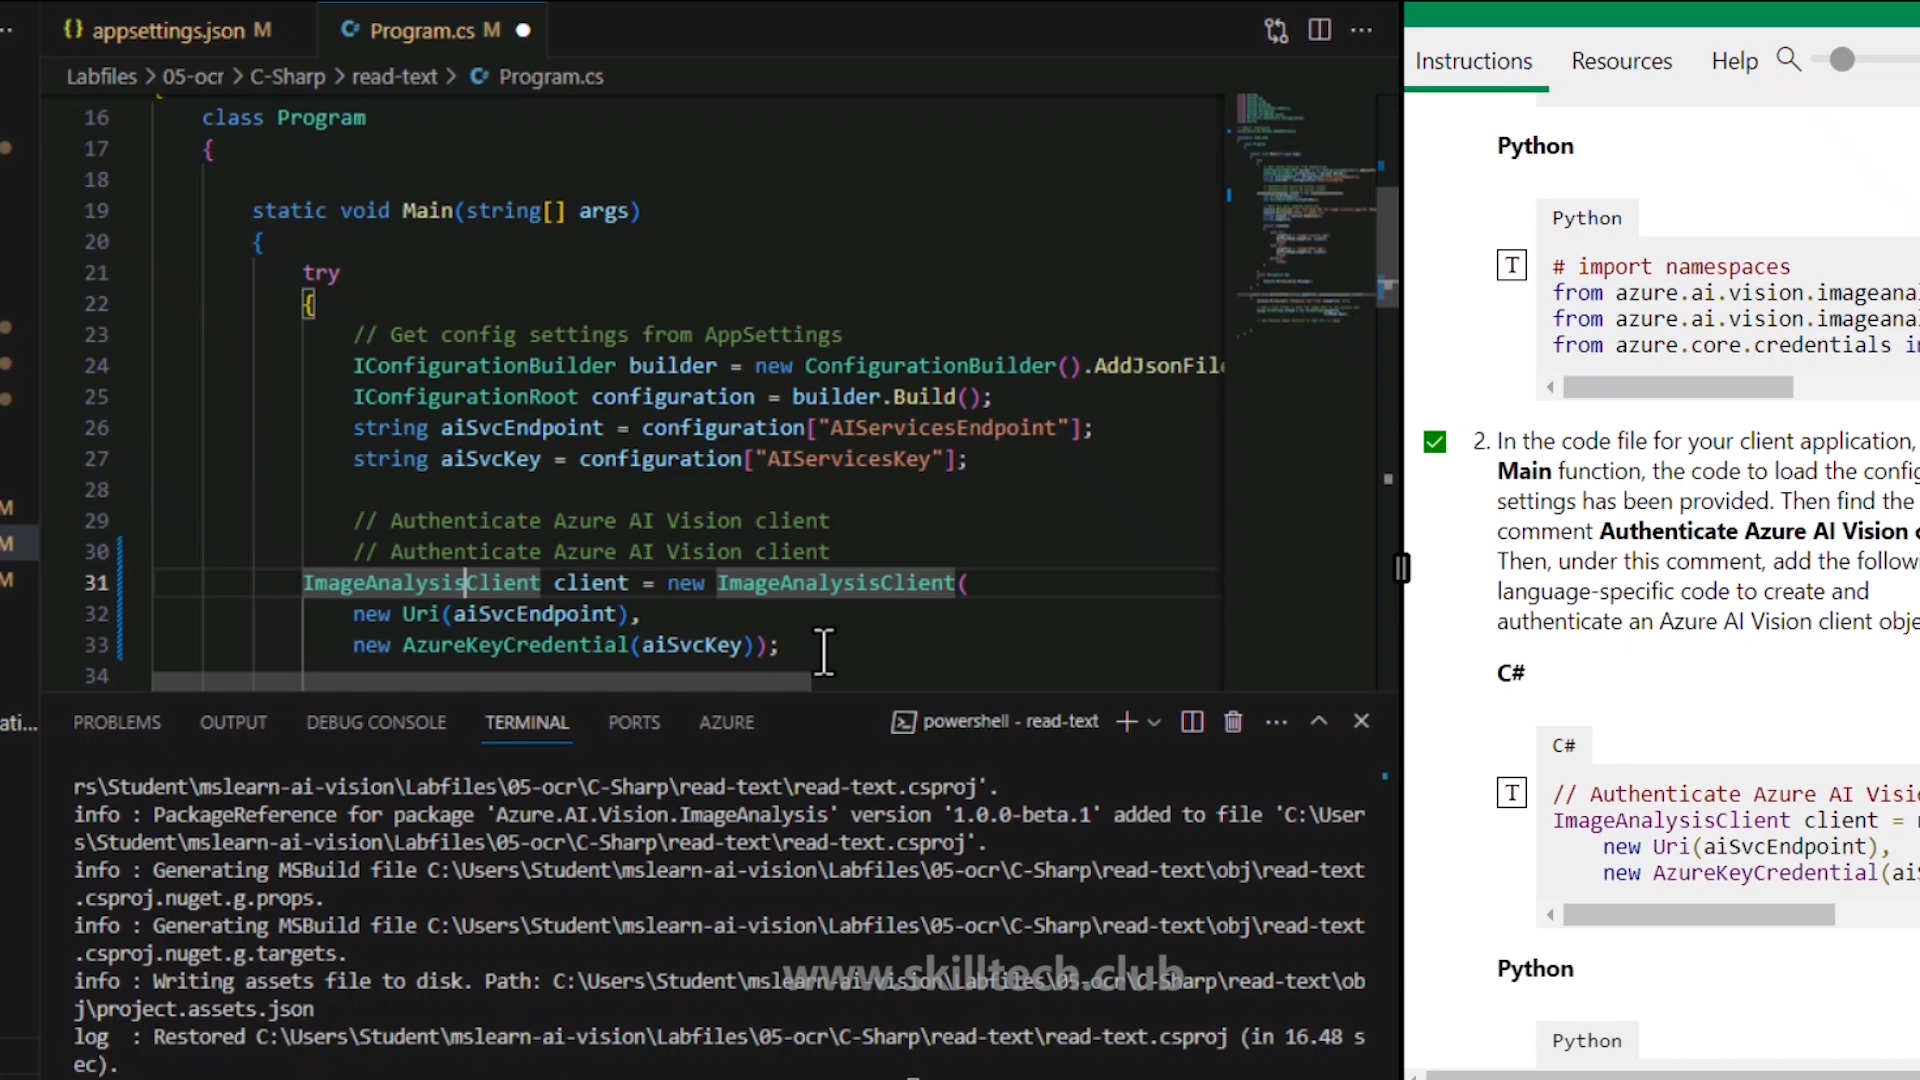 appsettings.json M
Program.cs M
Labfiles > 05-ocr > C-Sharp > read-text > Program.cs
16 class Program
17 {
18
19 static void Main(string[] args)
20 {
21 try
22 {
23 // Get config settings from AppSettings
24 IConfigurationBuilder builder = new ConfigurationBuilder().AddJsonFile
25 IConfigurationRoot configuration = builder.Build();
26 string aiSvcEndpoint = configuration["AIServicesEndpoint"];
27 string aiSvcKey = configuration["AIServicesKey"];
28
29 // Authenticate Azure AI Vision client
30 // Authenticate Azure AI Vision client
31 ImageAnalysisClient client = new ImageAnalysisClient(
32 new Uri(aiSvcEndpoint),
33 new AzureKeyCredential(aiSvcKey));
34
M
M
M
ati...
PROBLEMS OUTPUT DEBUG CONSOLE TERMINAL PORTS AZURE
powershell - read-text
rs\Student\mslearn-ai-vision\Labfiles\05-ocr\C-Sharp\read-text\read-text.csproj'.
info : PackageReference for package 'Azure.AI.Vision.ImageAnalysis' version '1.0.0-beta.1' added to file 'C:\User
s\Student\mslearn-ai-vision\Labfiles\05-ocr\C-Sharp\read-text\read-text.csproj'.
info : Generating MSBuild file C:\Users\Student\mslearn-ai-vision\Labfiles\05-ocr\C-Sharp\read-text\obj\read-text
.csproj.nuget.g.props.
info : Generating MSBuild file C:\Users\Student\mslearn-ai-vision\Labfiles\05-ocr\C-Sharp\read-text\obj\read-text
.csproj.nuget.g.targets.
info : Writing assets file to disk. Path: C:\Users\Student\mslearn-ai-vision\Labfiles\05-ocr\C-Sharp\read-text\ob
j\project.assets.json
log : Restored C:\Users\Student\mslearn-ai-vision\Labfiles\05-ocr\C-Sharp\read-text\read-text.csproj (in 16.48 s
ec).
www.skilltech.club
Instructions Resources Help
Python
Python
T
# import namespaces
from azure.ai.vision.imageanal
from azure.ai.vision.imageanal
from azure.core.credentials i
2. In the code file for your client application,
Main function, the code to load the config
settings has been provided. Then find the
comment Authenticate Azure AI Vision c
Then, under this comment, add the followi
language-specific code to create and
authenticate an Azure AI Vision client obje
C#
C#
T
// Authenticate Azure AI Visi
ImageAnalysisClient client =
new Uri(aiSvcEndpoint),
new AzureKeyCredential(ai
Python
Python